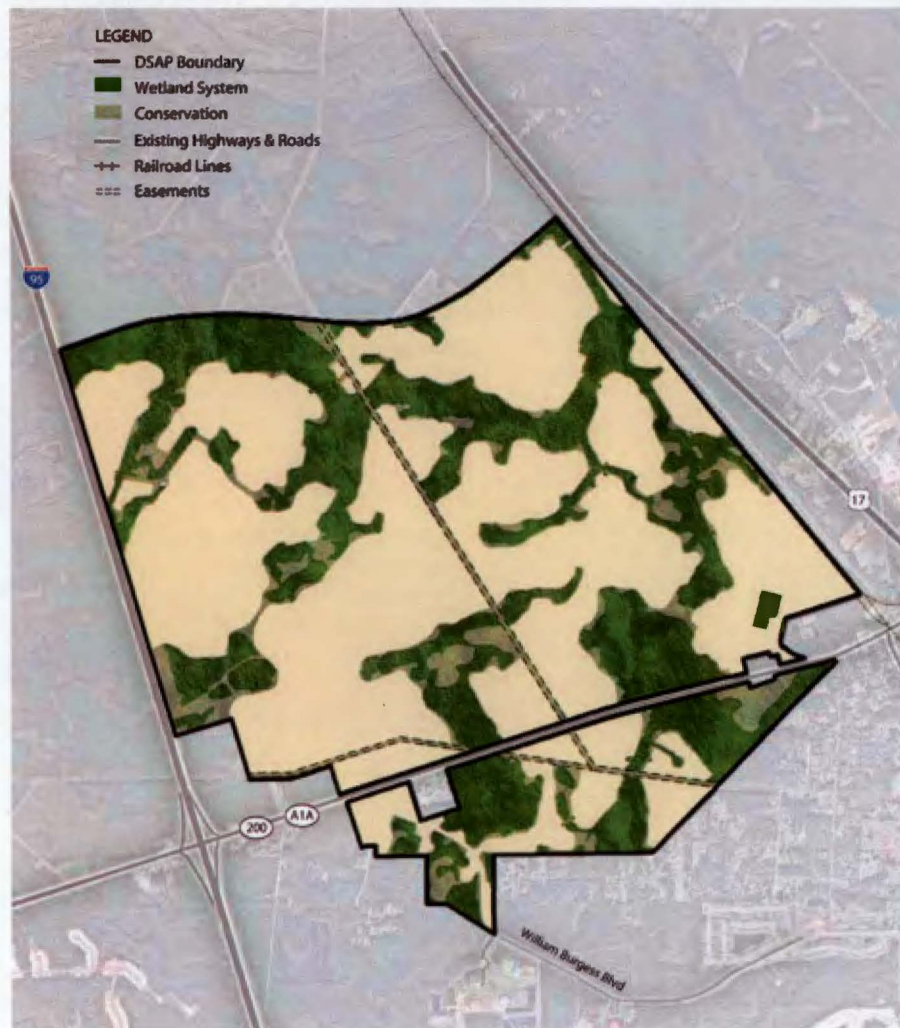 LEGEND
DSAP Boundary
Wetland System
Conservation
Existing Highways & Roads
Railroad Lines
Easements
95
17
200
A1A
William Burgess Blvd